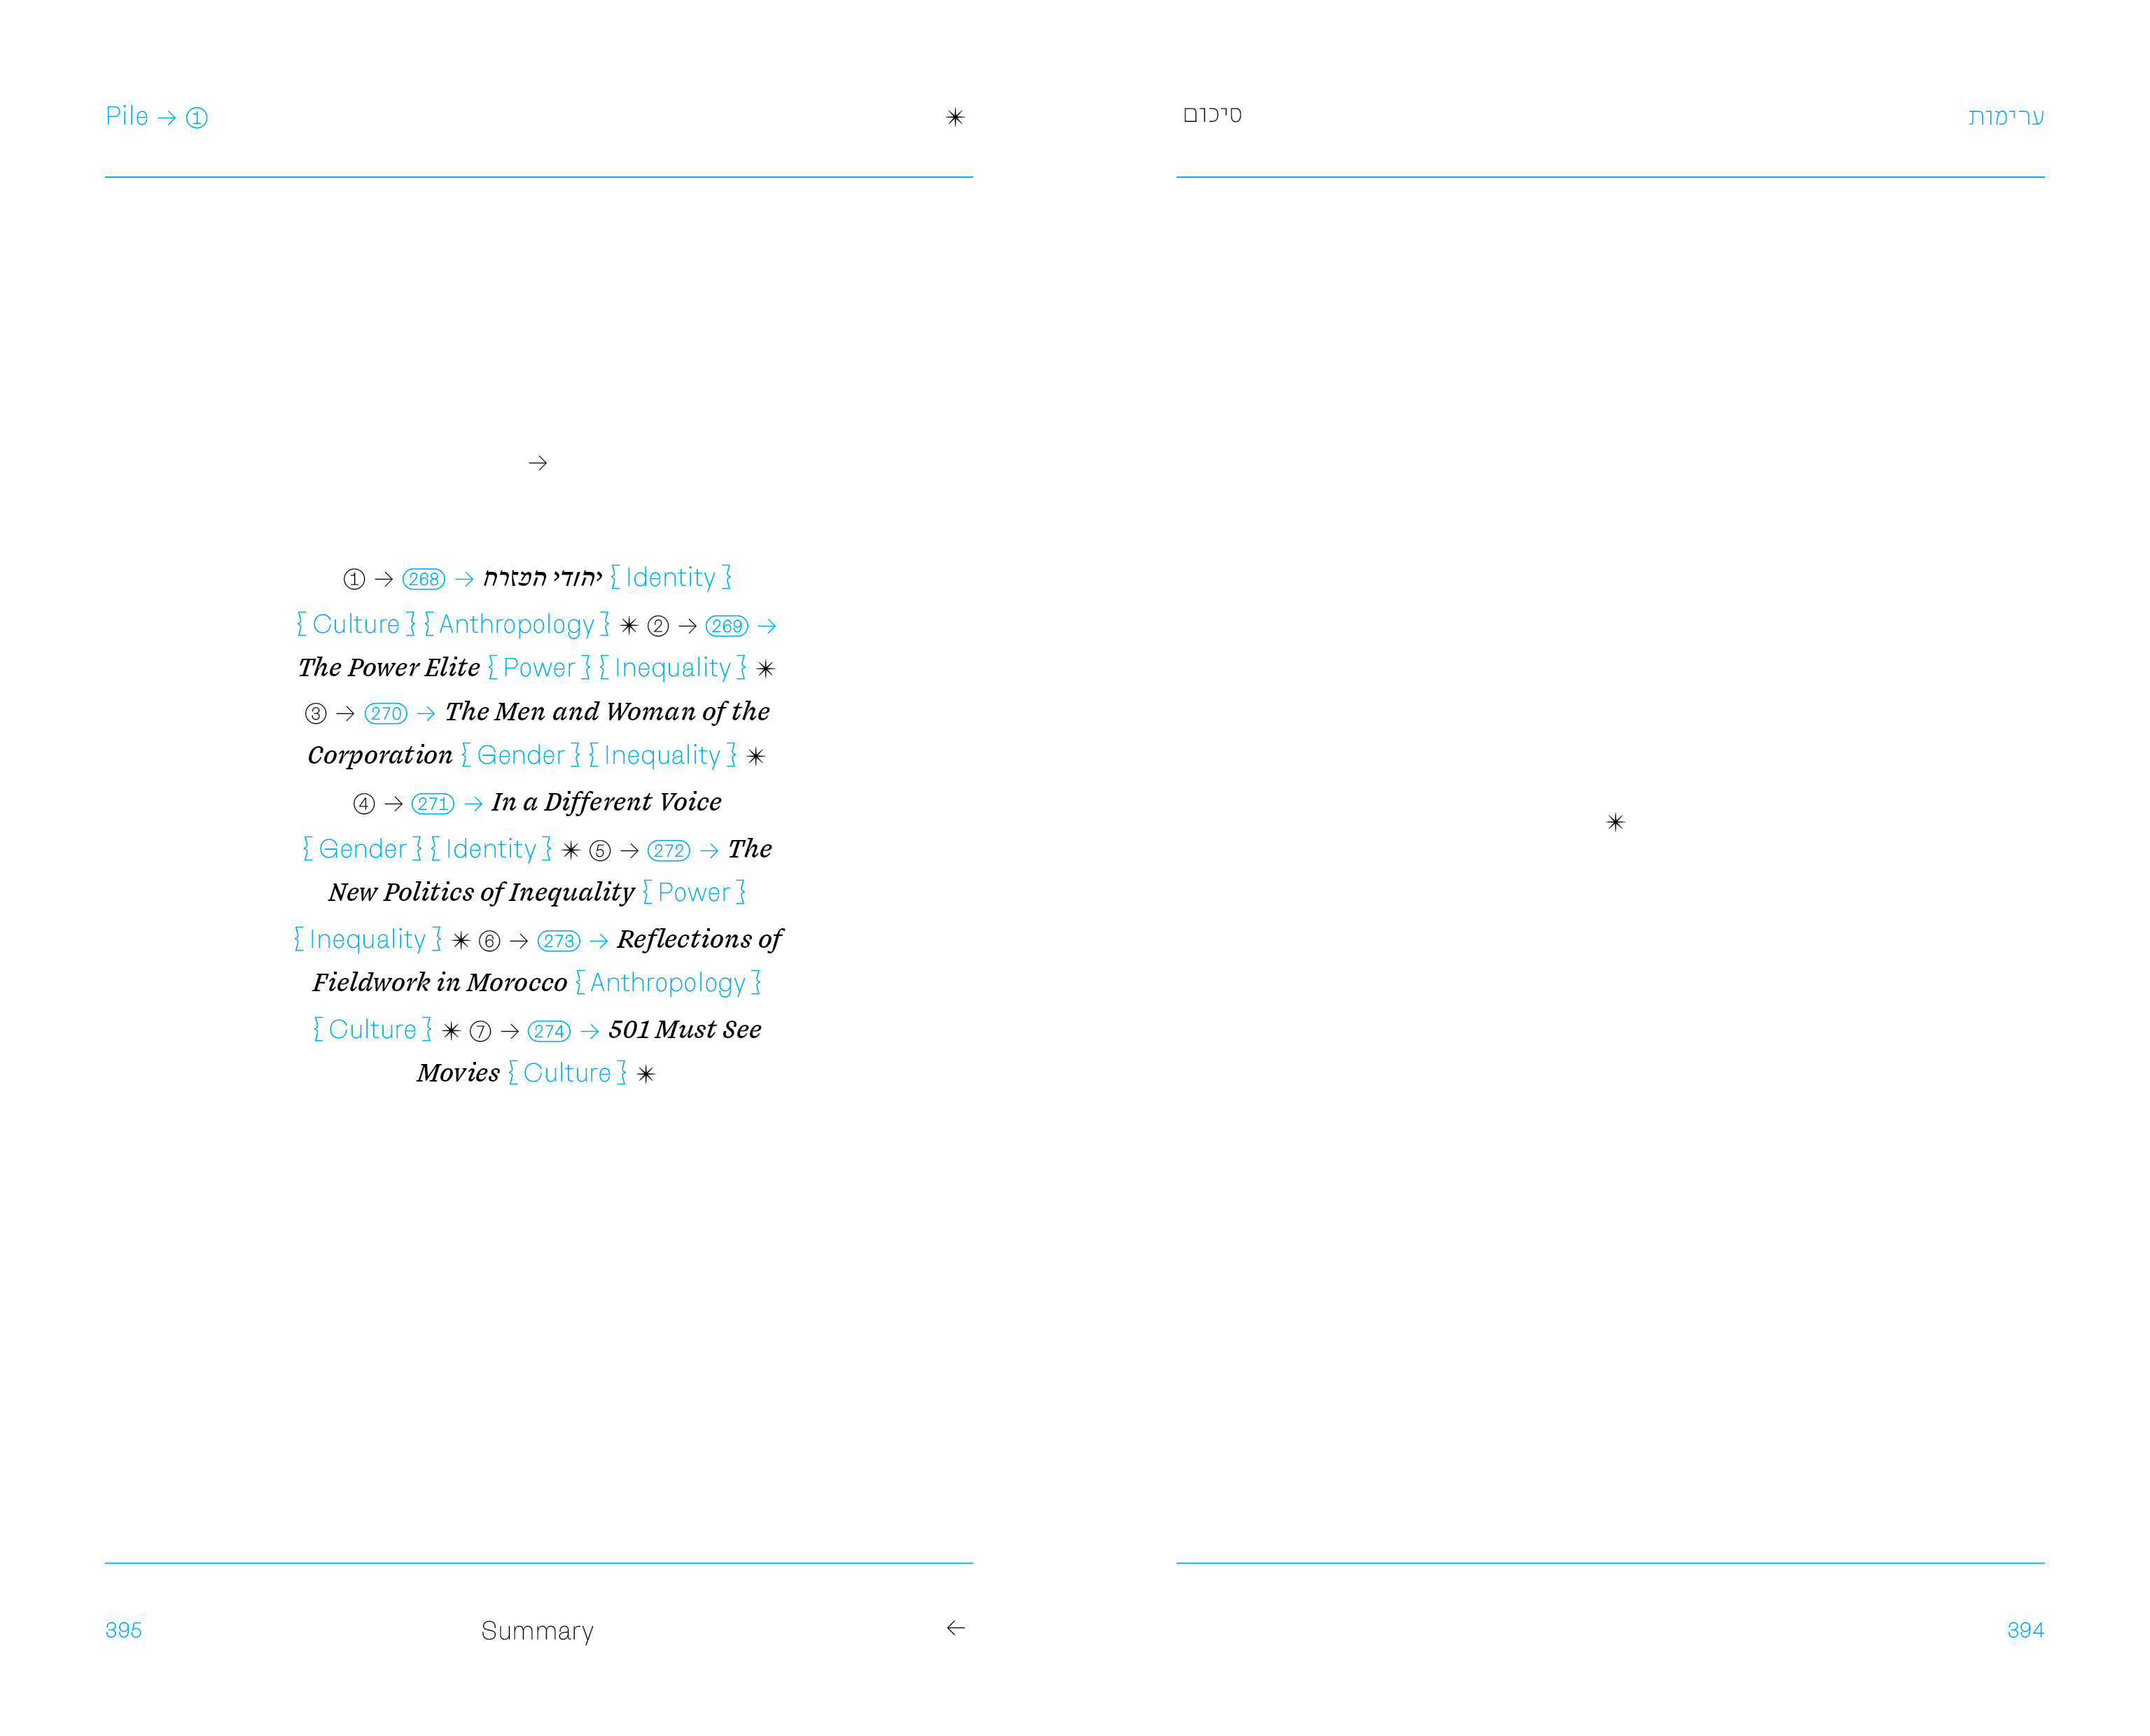 ערימות
סיכום
✴
394
Pile → ①
✴
→
① → 268 → יהודי המזרח { Identity }
{ Culture } { Anthropology } ✴ ② → 269 →
The Power Elite { Power } { Inequality } ✴
③ → 270 → The Men and Woman of the
Corporation { Gender } { Inequality } ✴
④ → 271 → In a Different Voice
{ Gender } { Identity } ✴ ⑤ → 272 → The
New Politics of Inequality { Power }
{ Inequality } ✴ ⑥ → 273 → Reflections of
Fieldwork in Morocco { Anthropology }
{ Culture } ✴ ⑦ → 274 → 501 Must See
Movies { Culture } ✴
395
Summary
←